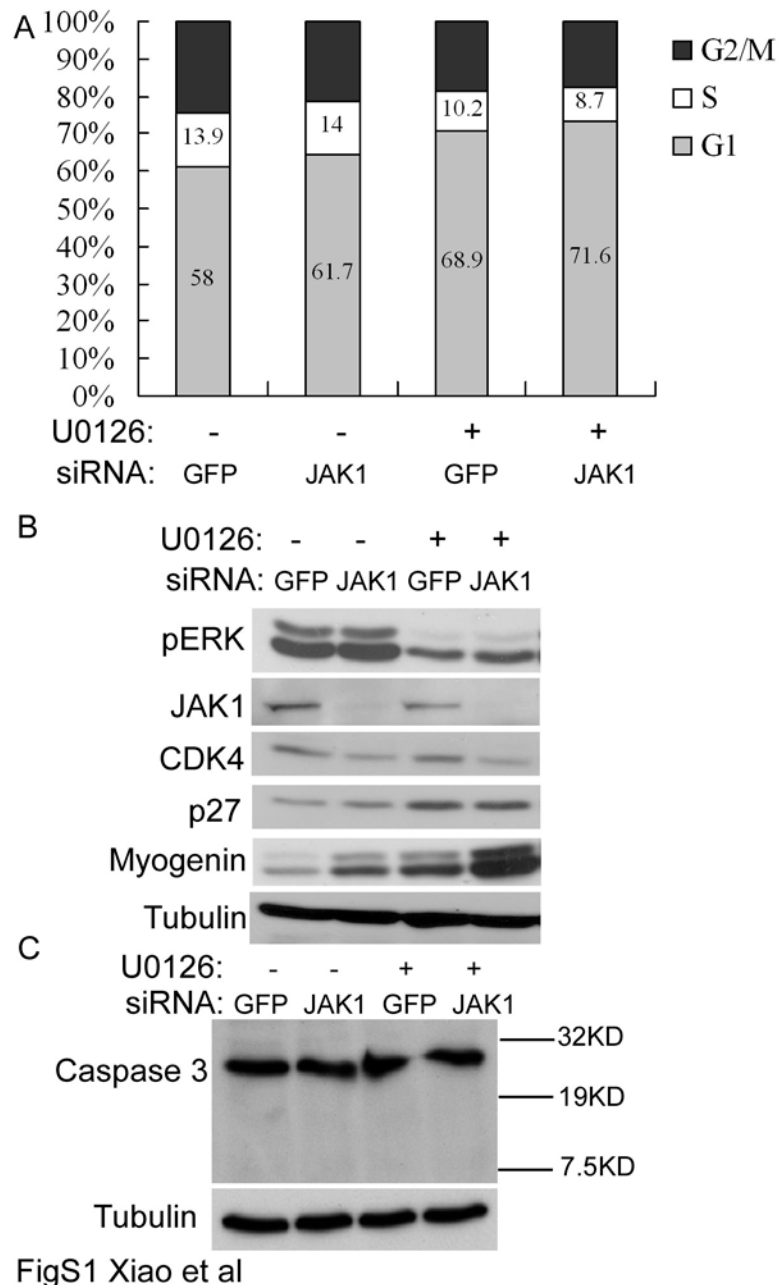 A
100%
90%
80%
70%
60%
50%
40%
30%
20%
10%
0%
13.9 14 10.2 8.7
58 61.7 68.9 71.6
G2/M
S
G1
U0126: - - + +
siRNA: GFP JAK1 GFP JAK1
B
U0126: - - + +
siRNA: GFP JAK1 GFP JAK1
pERK
JAK1
CDK4
p27
Myogenin
Tubulin
C
U0126: - - + +
siRNA: GFP JAK1 GFP JAK1
Caspase 3
32KD
19KD
7.5KD
Tubulin
FigS1 Xiao et al